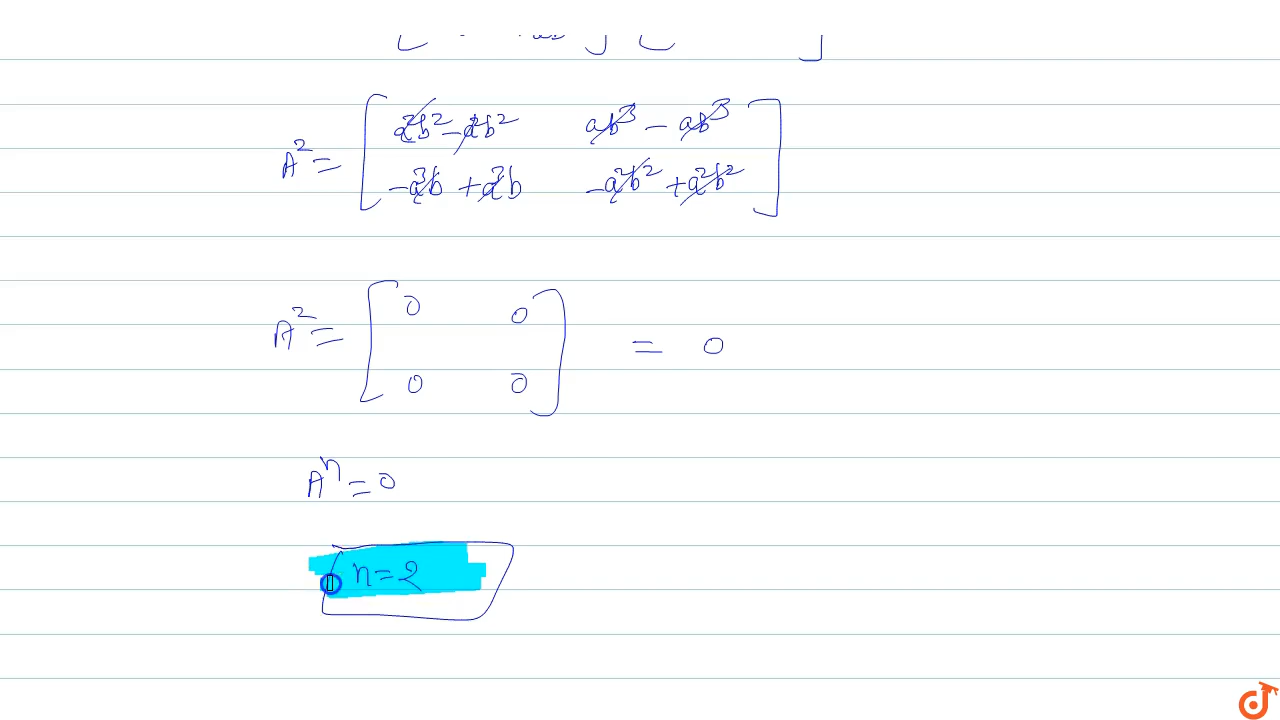 A² = [ a²b² - a²b² ab³ - ab³
-a³b + a³b -a²b² + a²b² ]
A² = [ 0 0
= 0
0 0 ]
Aⁿ = 0
n = 2